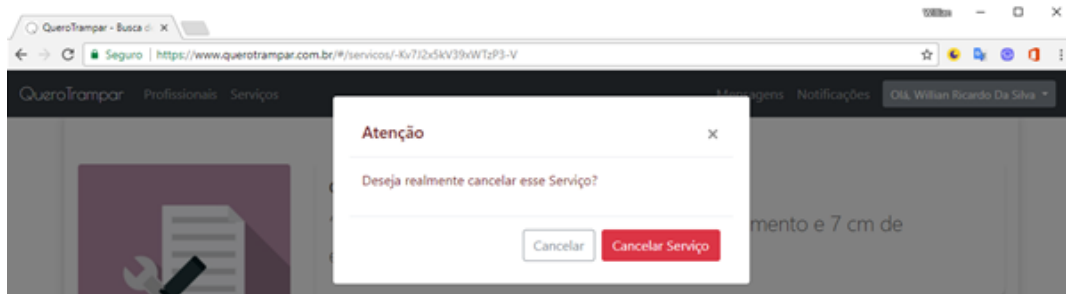 Willian
QueroTrampar - Busca d
Seguro | https://www.querotrampar.com.br/#/servicos/-Kv7J2x5kV39xWTzP3-V
QueroTrampar Profissionais Serviços Mensagens Notificações Olá, Willian Ricardo Da Silva
Atenção
Deseja realmente cancelar esse Serviço?
mento e 7 cm de
Cancelar Cancelar Serviço